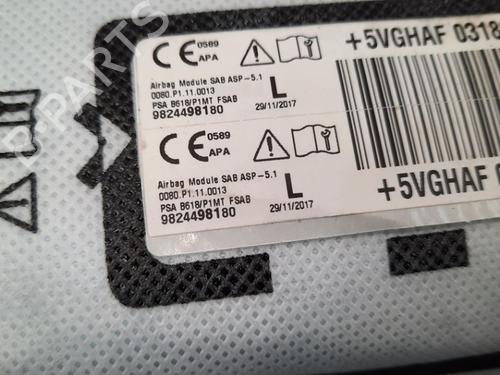 CE 0589 APA
Airbag Module SAB ASP-5.1
0080.P1.11.0013 L
PSA B618/P1MT FSAB
9824498180 29/11/2017
+5VGHAF 0318
CE 0589 APA
Airbag Module SAB ASP-5.1
0080.P1.11.0013 L
PSA B618/P1MT FSAB
9824498180 29/11/2017
+5VGHAF
B-PARTS